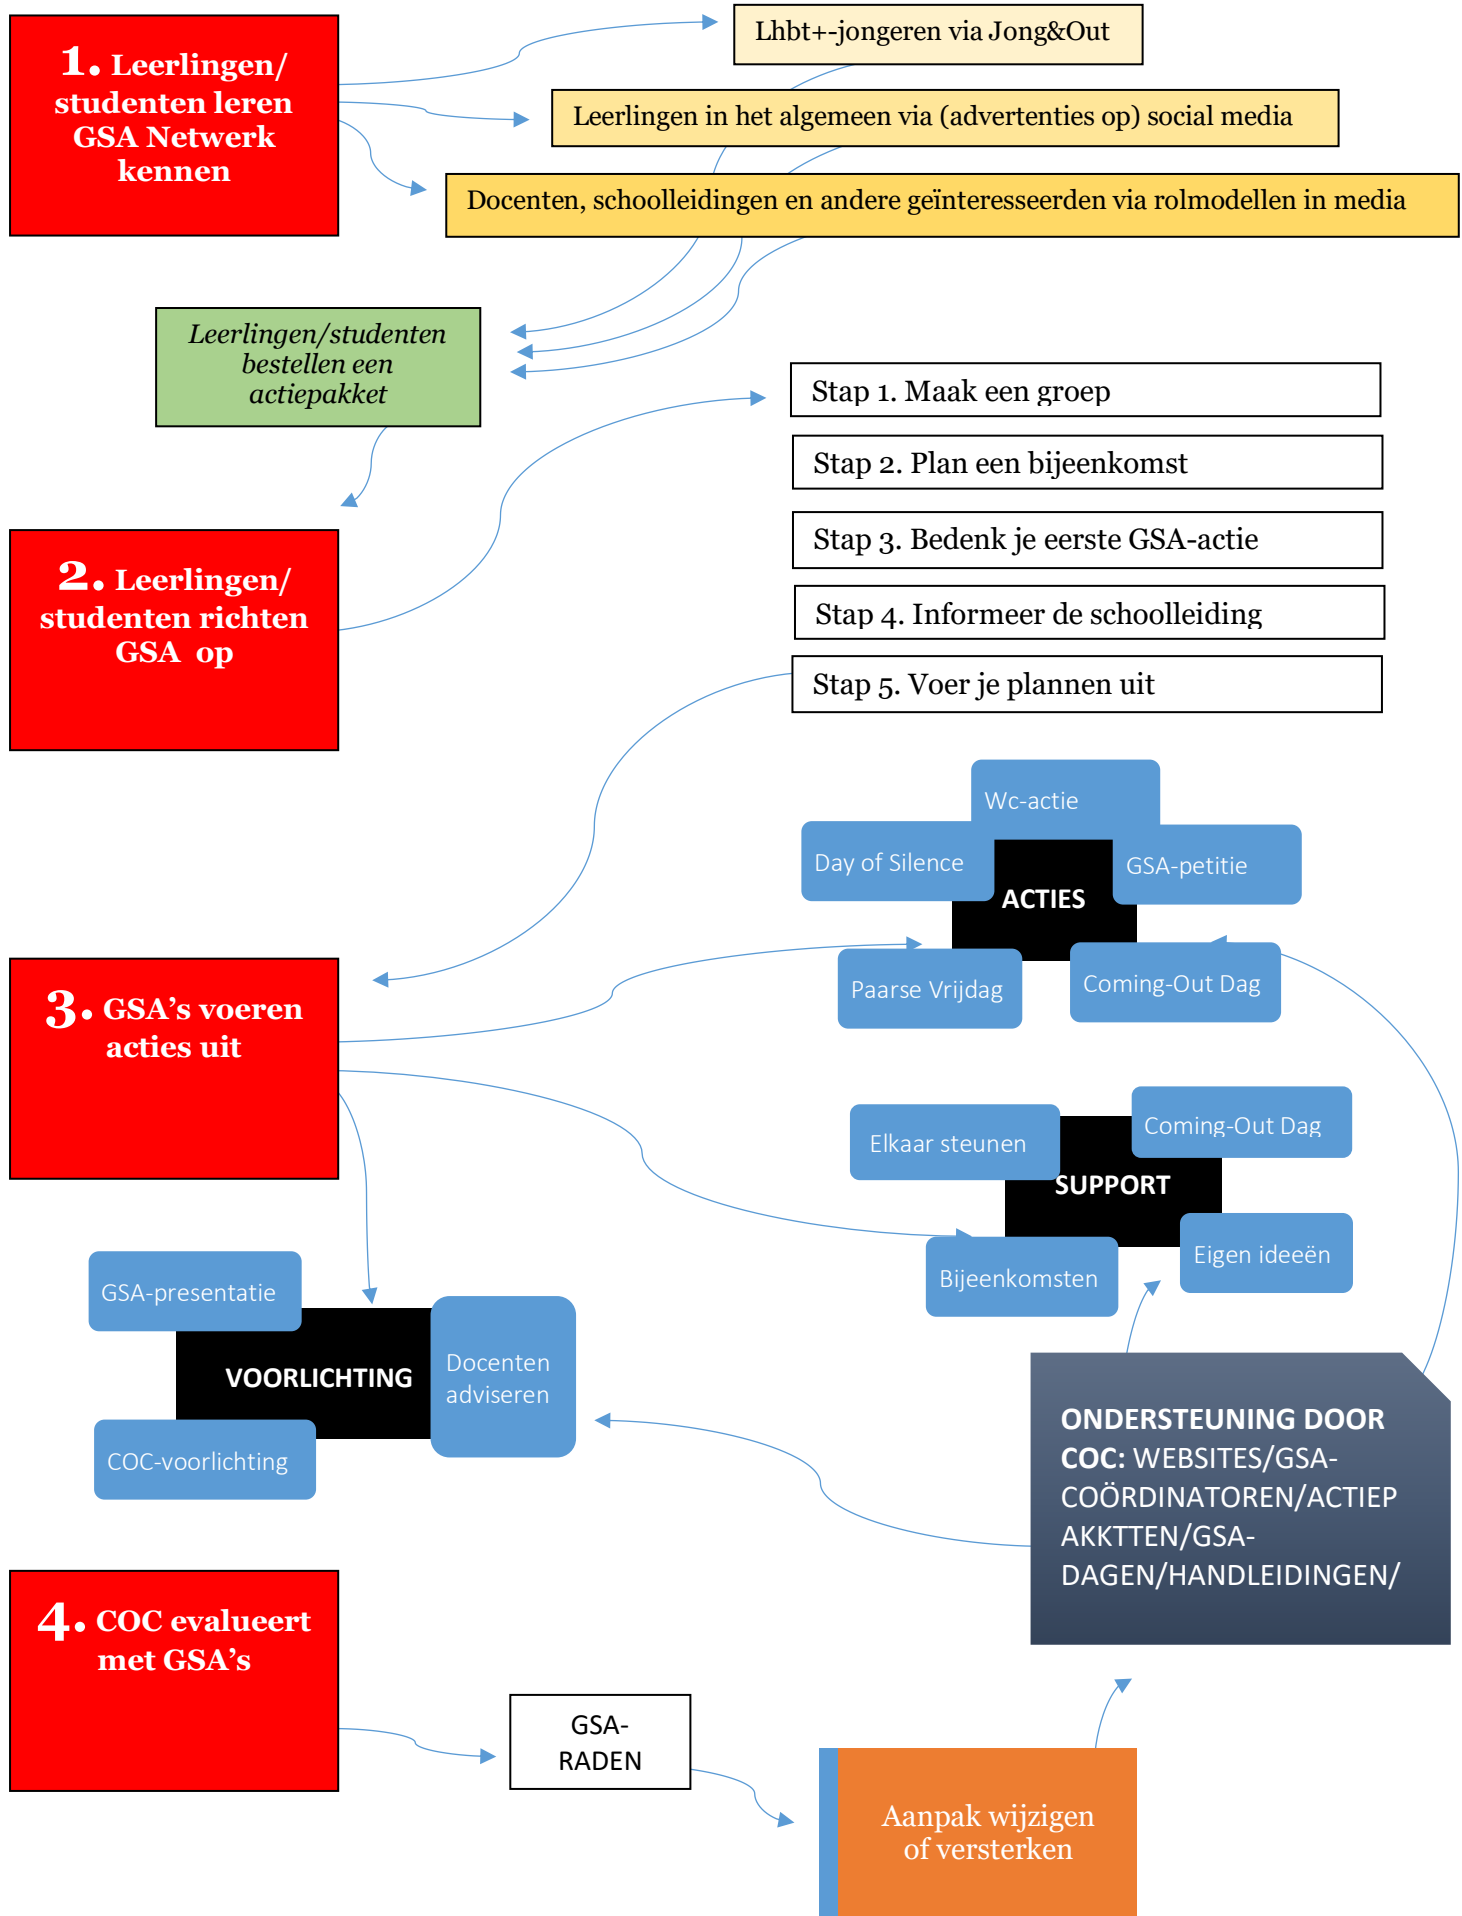 1. Leerlingen/
studenten leren
GSA Netwerk
kennen
Lhbt+-jongeren via Jong&Out
Leerlingen in het algemeen via (advertenties op) social media
Docenten, schoolleidingen en andere geïnteresseerden via rolmodellen in media
Leerlingen/studenten
bestellen een
actiepakket
Stap 1. Maak een groep
Stap 2. Plan een bijeenkomst
Stap 3. Bedenk je eerste GSA-actie
Stap 4. Informeer de schoolleiding
Stap 5. Voer je plannen uit
2. Leerlingen/
studenten richten
GSA op
Wc-actie
Day of Silence
GSA-petitie
ACTIES
Paarse Vrijdag
Coming-Out Dag
3. GSA’s voeren
acties uit
Elkaar steunen
Coming-Out Dag
SUPPORT
Bijeenkomsten
Eigen ideeën
GSA-presentatie
VOORLICHTING
Docenten
adviseren
COC-voorlichting
ONDERSTEUNING DOOR
COC: WEBSITES/GSA-
COÖRDINATOREN/ACTIEP
AKKTTEN/GSA-
DAGEN/HANDLEIDINGEN/
4. COC evalueert
met GSA’s
GSA-
RADEN
Aanpak wijzigen
of versterken